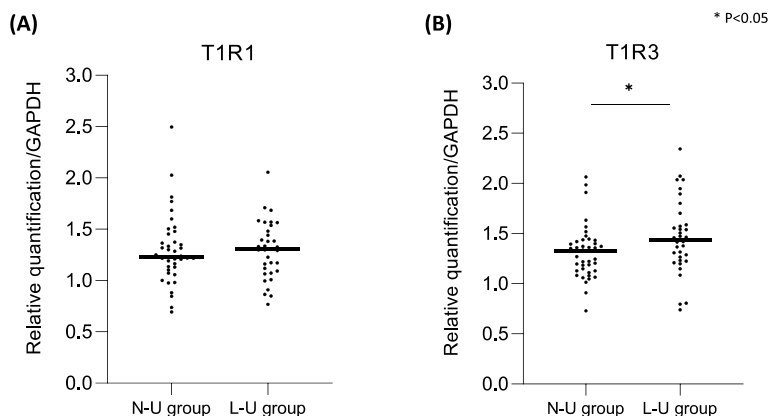 (A)
T1R1
Relative quantification/GAPDH
3.0
2.5
2.0
1.5
1.0
0.5
0.0
N-U group
L-U group
(B)
* P<0.05
T1R3
Relative quantification/GAPDH
3.0
2.5
2.0
1.5
1.0
0.5
0.0
*
N-U group
L-U group